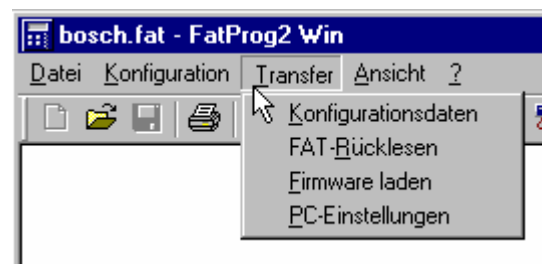 bosch.fat - FatProg2 Win
Datei Konfiguration Transfer Ansicht ?
Konfigurationsdaten
FAT-Rücklesen
Firmware laden
PC-Einstellungen